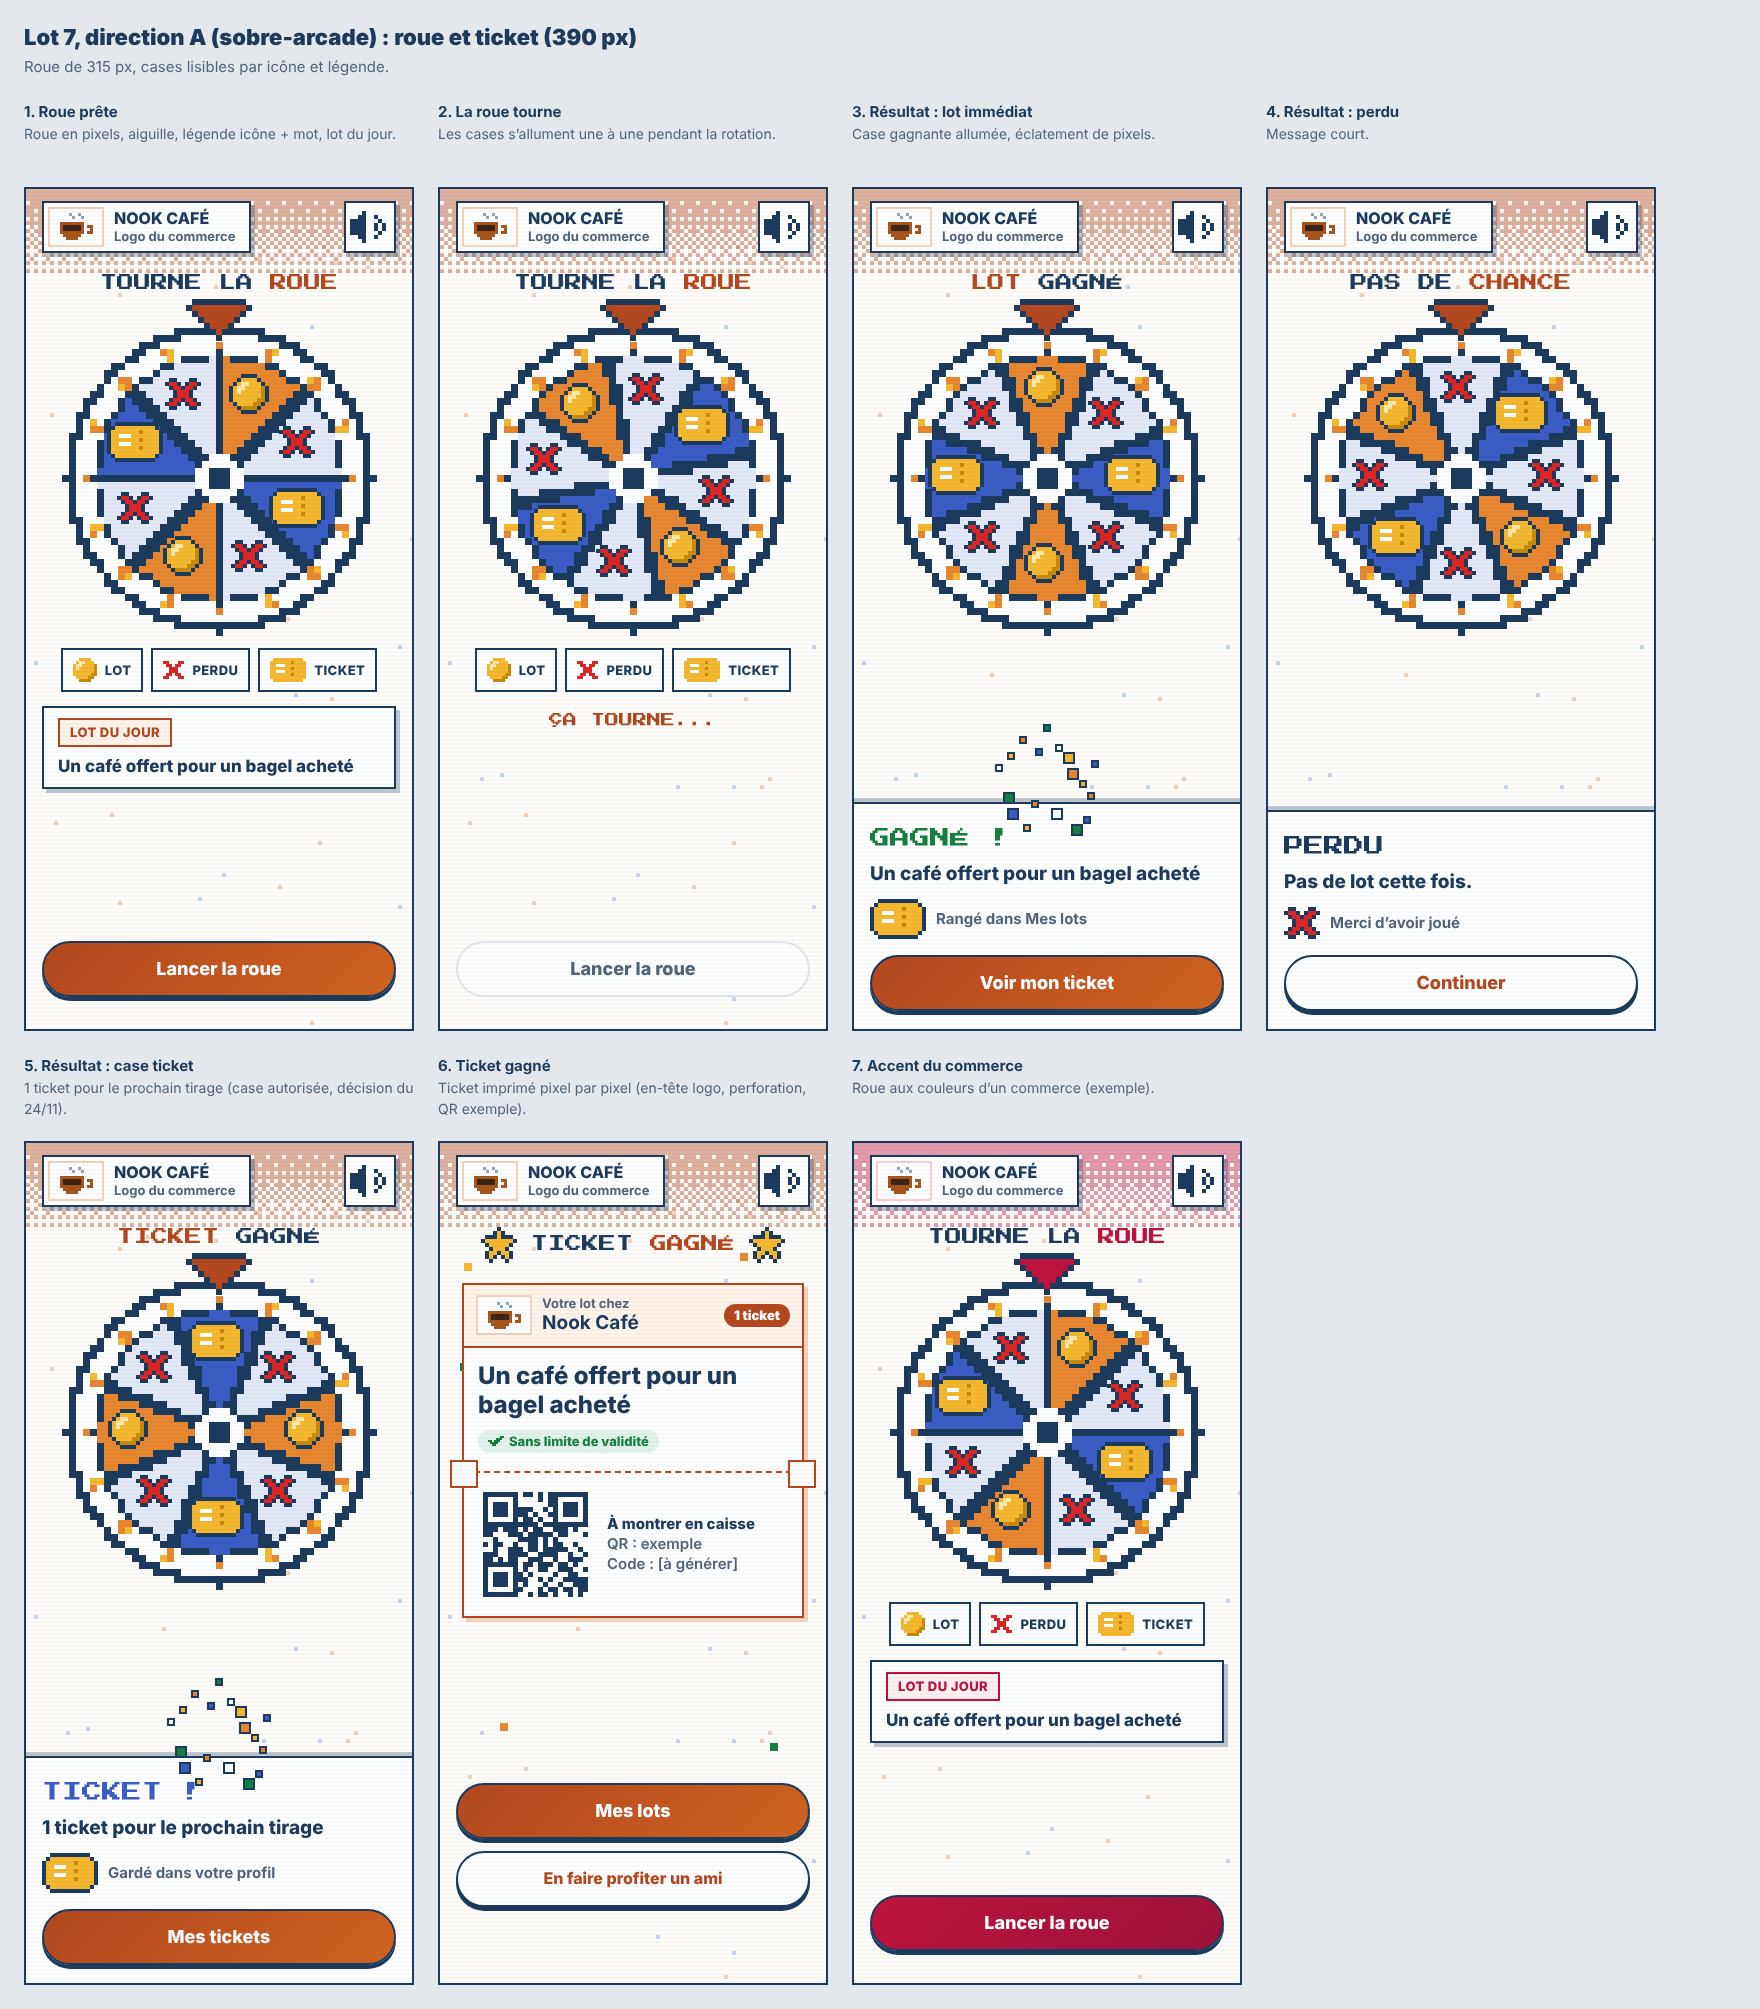 Lot 7, direction A (sobre-arcade) : roue et ticket (390 px)
Roue de 315 px, cases lisibles par icône et légende.
1. Roue prête
Roue en pixels, aiguille, légende icône + mot, lot du jour.
2. La roue tourne
Les cases s’allument une à une pendant la rotation.
3. Résultat : lot immédiat
Case gagnante allumée, éclatement de pixels.
4. Résultat : perdu
Message court.
NOOK CAFÉ
Logo du commerce
TOURNE LA ROUE
LOT
PERDU
TICKET
LOT DU JOUR
Un café offert pour un bagel acheté
Lancer la roue
NOOK CAFÉ
Logo du commerce
TOURNE LA ROUE
LOT
PERDU
TICKET
ÇA TOURNE...
Lancer la roue
NOOK CAFÉ
Logo du commerce
LOT GAGNÉ
GAGNÉ !
Un café offert pour un bagel acheté
Rangé dans Mes lots
Voir mon ticket
NOOK CAFÉ
Logo du commerce
PAS DE CHANCE
PERDU
Pas de lot cette fois.
Merci d’avoir joué
Continuer
5. Résultat : case ticket
1 ticket pour le prochain tirage (case autorisée, décision du
24/11).
6. Ticket gagné
Ticket imprimé pixel par pixel (en-tête logo, perforation,
QR exemple).
7. Accent du commerce
Roue aux couleurs d’un commerce (exemple).
NOOK CAFÉ
Logo du commerce
TICKET GAGNÉ
TICKET !
1 ticket pour le prochain tirage
Gardé dans votre profil
Mes tickets
NOOK CAFÉ
Logo du commerce
TICKET GAGNÉ
Votre lot chez
Nook Café
1 ticket
Un café offert pour un
bagel acheté
Sans limite de validité
À montrer en caisse
QR : exemple
Code : [à générer]
Mes lots
En faire profiter un ami
NOOK CAFÉ
Logo du commerce
TOURNE LA ROUE
LOT
PERDU
TICKET
LOT DU JOUR
Un café offert pour un bagel acheté
Lancer la roue